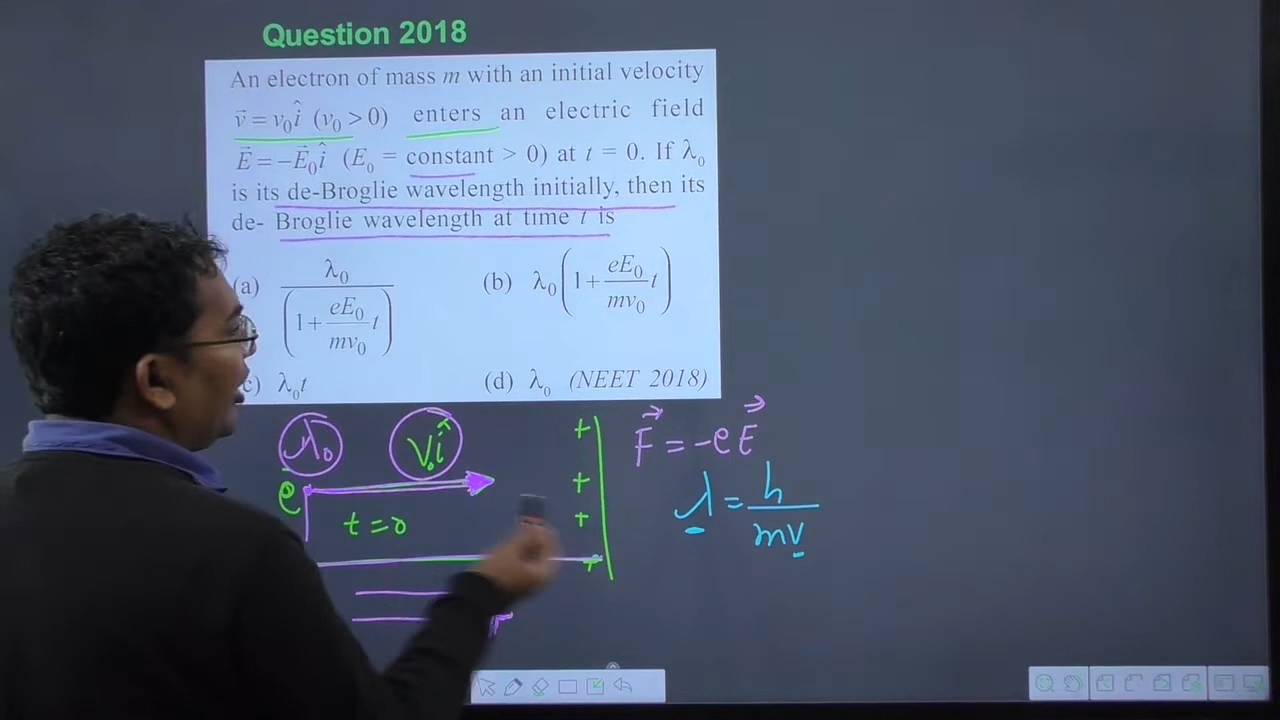 Question 2018
An electron of mass m with an initial velocity
v⃗ = v₀î (v₀ > 0) enters an electric field
E⃗ = −E⃗₀î (E₀ = constant > 0) at t = 0. If λ₀
is its de-Broglie wavelength initially, then its
de- Broglie wavelength at time t is
(a) λ₀ / (1 + eE₀/mv₀ t)
(b) λ₀ (1 + eE₀/mv₀ t)
c) λ₀t
(d) λ₀ (NEET 2018)
λ₀ V₀î
e t = 0
+
+
+
+
F⃗ = −eE⃗
λ = h/mv